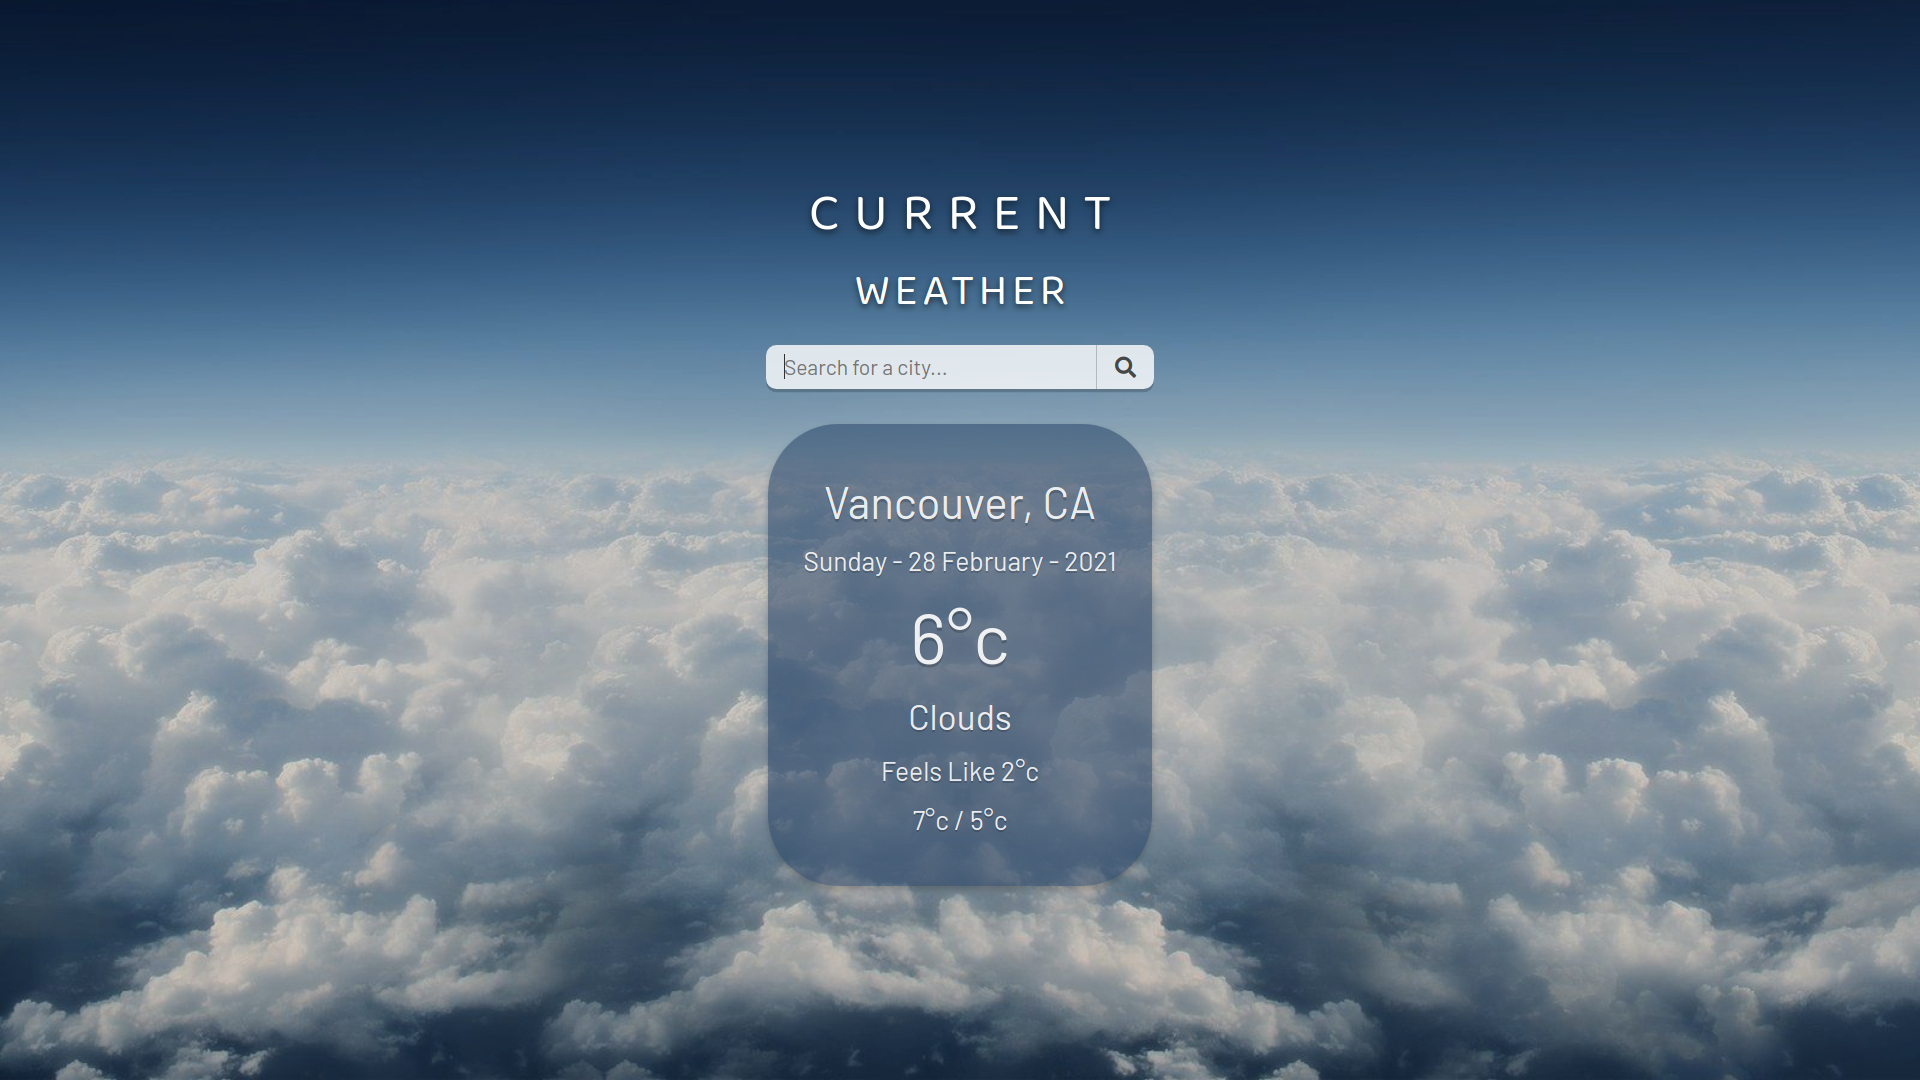 CURRENT
WEATHER
Search for a city...
Vancouver, CA
Sunday - 28 February - 2021
6°c
Clouds
Feels Like 2°c
7°c / 5°c